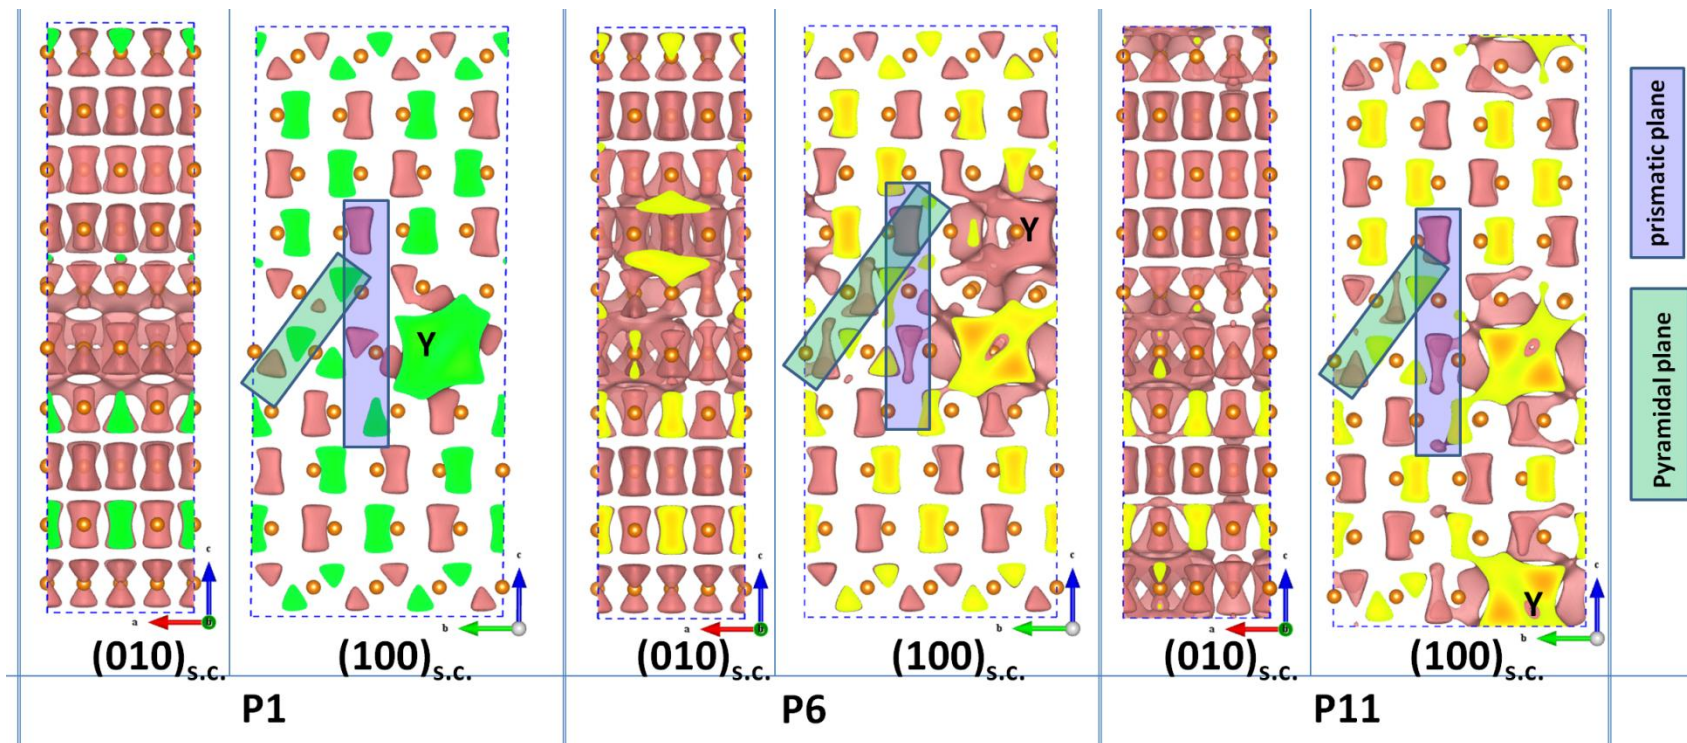 Y
Y
Y
Y
c
a
b
c
b
c
a
b
c
b
c
a
b
c
b
(010)s.c.
(100)s.c.
(010)s.c.
(100)s.c.
(010)s.c.
(100)s.c.
P1
P6
P11
prismatic plane
Pyramidal plane